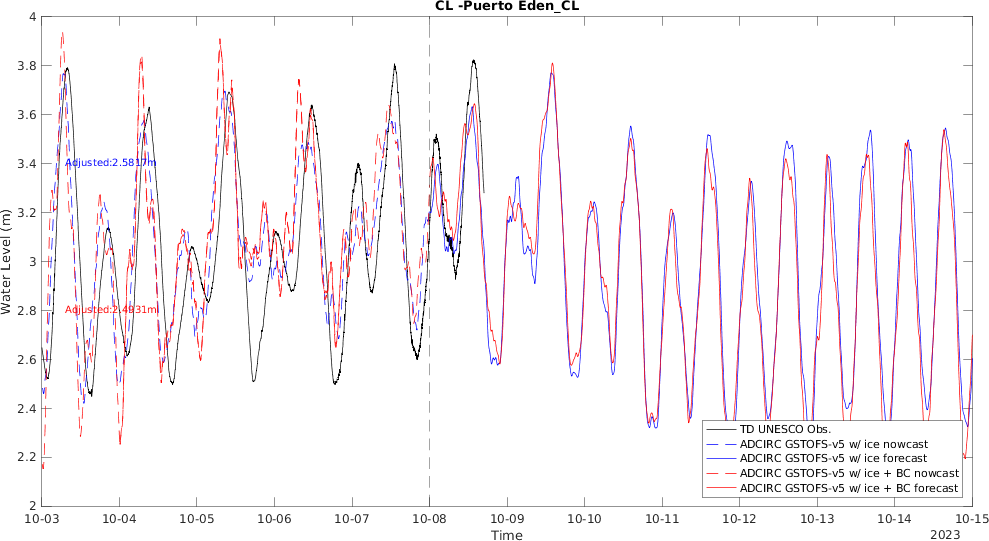 CL -Puerto Eden_CL
4
3.8
3.6
3.4
3.2
3
2.8
2.6
2.4
2.2
2
Water Level (m)
Adjusted:2.5817m
Adjusted:2.4931m
TD UNESCO Obs.
ADCIRC GSTOFS-v5 w/ ice nowcast
ADCIRC GSTOFS-v5 w/ ice forecast
ADCIRC GSTOFS-v5 w/ ice + BC nowcast
ADCIRC GSTOFS-v5 w/ ice + BC forecast
10-03 10-04 10-05 10-06 10-07 10-08 10-09 10-10 10-11 10-12 10-13 10-14 10-15
Time
2023